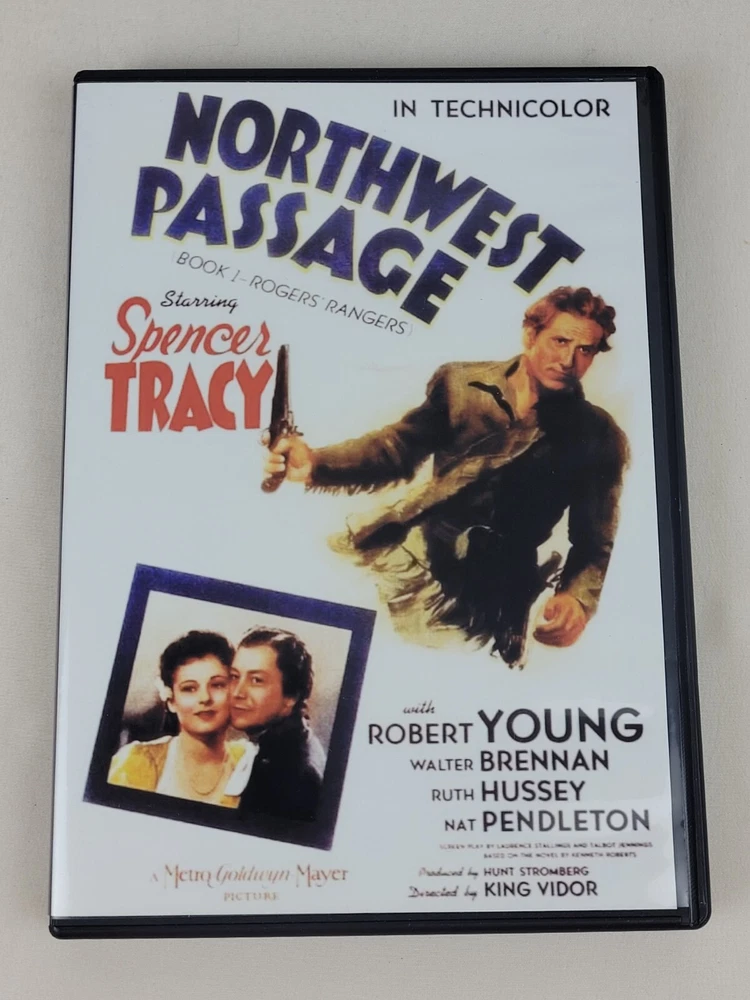 IN TECHNICOLOR
NORTHWEST
PASSAGE
(BOOK I-ROGERS' RANGERS)
Starring
Spencer
TRACY
with
ROBERT YOUNG
WALTER BRENNAN
RUTH HUSSEY
NAT PENDLETON
SCREEN PLAY BY LAURENCE STALLINGS AND TALBOT JENNINGS
BASED ON THE NOVEL BY KENNETH ROBERTS
Produced by HUNT STROMBERG
Directed by KING VIDOR
A Metro Goldwyn Mayer
PICTURE